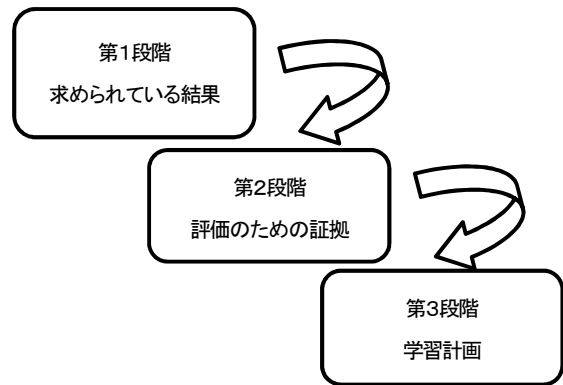 第1段階
求められている結果
第2段階
評価のための証拠
第3段階
学習計画